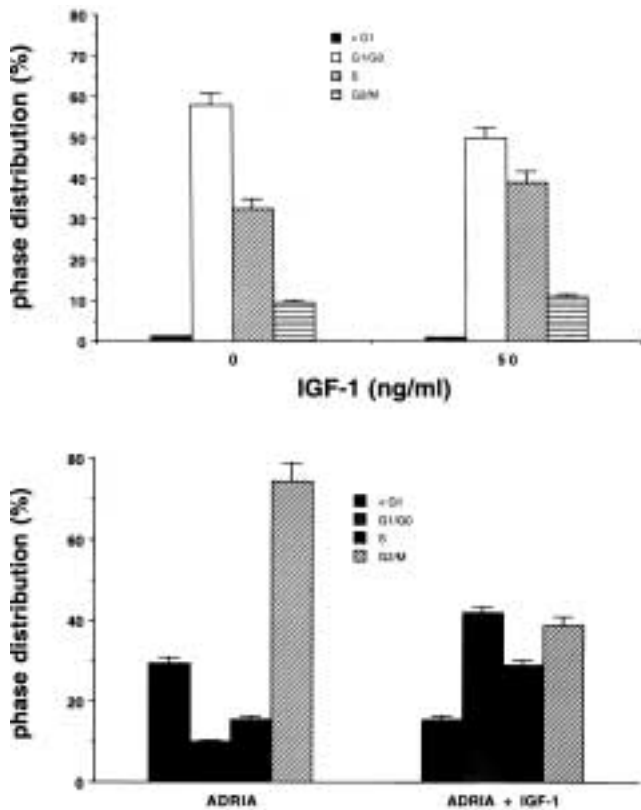 80
70
60
50
40
30
20
10
0
phase distribution (%)
< G1
G1/G0
S
G2/M
0
50
IGF-1 (ng/ml)
80
60
40
20
0
phase distribution (%)
< G1
G1/G0
S
G2/M
ADRIA
ADRIA + IGF-1